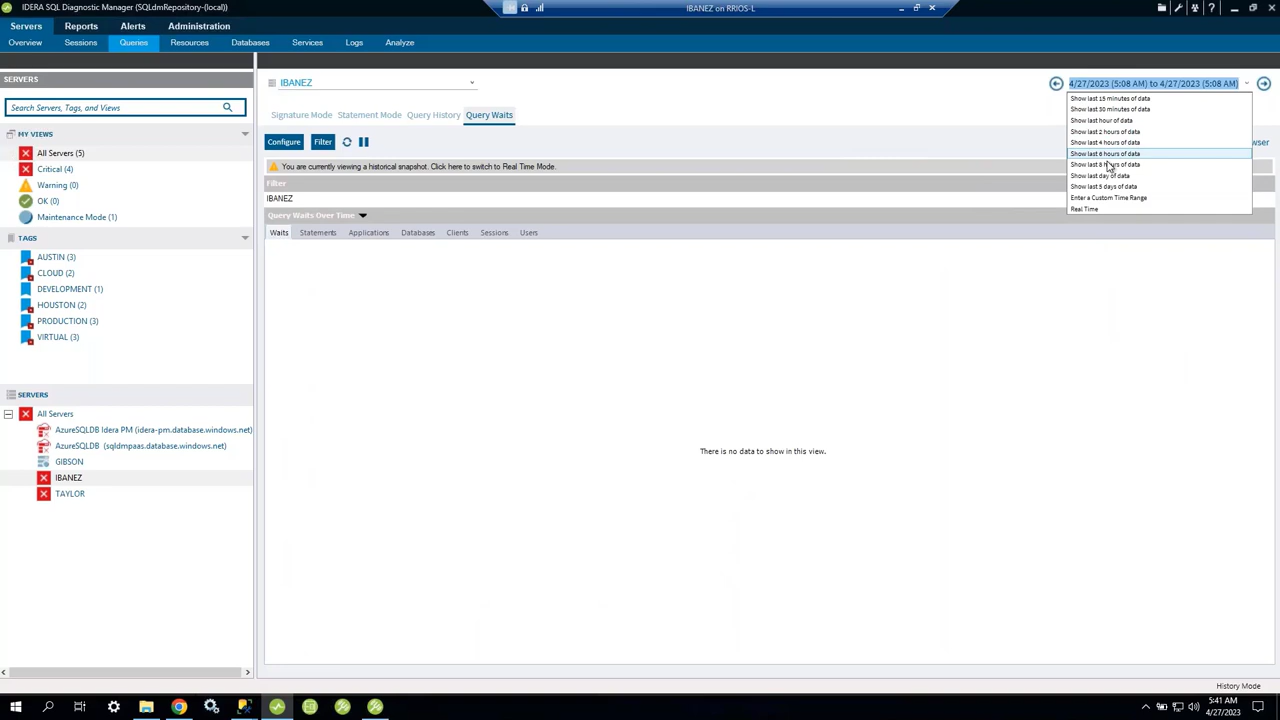 IDERA SQL Diagnostic Manager (SQLdmRepository-(local))
IBANEZ on RRIOS-L
Servers Reports Alerts Administration
Overview Sessions Queries Resources Databases Services Logs Analyze
SERVERS
IBANEZ
4/27/2023 (5:08 AM) to 4/27/2023 (5:08 AM)
Search Servers, Tags, and Views
Show last 15 minutes of data
Show last 30 minutes of data
Show last hour of data
Show last 2 hours of data
Show last 4 hours of data
Show last 6 hours of data
Show last 8 hours of data
Show last day of data
Show last 5 days of data
Enter a Custom Time Range
Real Time
Signature Mode Statement Mode Query History Query Waits
Configure Filter
wser
You are currently viewing a historical snapshot. Click here to switch to Real Time Mode.
Filter
IBANEZ
Query Waits Over Time
Waits Statements Applications Databases Clients Sessions Users
There is no data to show in this view.
MY VIEWS
All Servers (5)
Critical (4)
Warning (0)
OK (0)
Maintenance Mode (1)
TAGS
AUSTIN (3)
CLOUD (2)
DEVELOPMENT (1)
HOUSTON (2)
PRODUCTION (3)
VIRTUAL (3)
SERVERS
All Servers
AzureSQLDB Idera PM (idera-pm.database.windows.net)
AzureSQLDB (sqldmpaas.database.windows.net)
GIBSON
IBANEZ
TAYLOR
History Mode
5:41 AM
4/27/2023